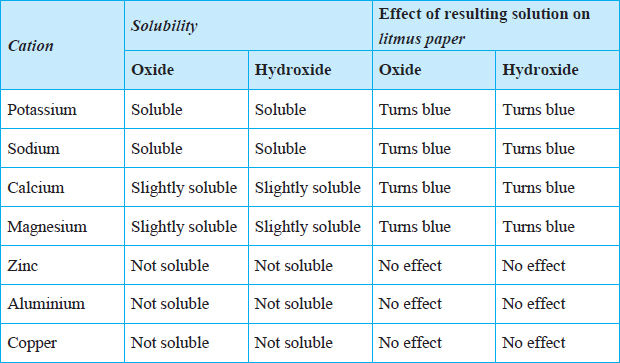 Cation Solubility Effect of resulting solution on
litmus paper
Oxide Hydroxide Oxide Hydroxide
Potassium Soluble Soluble Turns blue Turns blue
Sodium Soluble Soluble Turns blue Turns blue
Calcium Slightly soluble Slightly soluble Turns blue Turns blue
Magnesium Slightly soluble Slightly soluble Turns blue Turns blue
Zinc Not soluble Not soluble No effect No effect
Aluminium Not soluble Not soluble No effect No effect
Copper Not soluble Not soluble No effect No effect